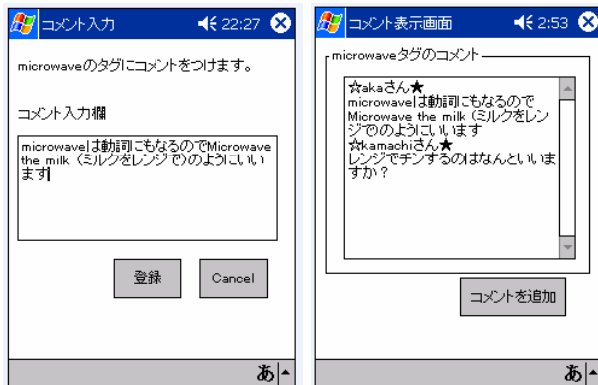 コメント入力 22:27
microwaveのタグにコメントをつけます。
コメント入力欄
microwaveは動詞にもなるのでMicrowave
the milk (ミルクをレンジで)のようにいい
ます
登録 Cancel
あ
コメント表示画面 2:53
microwaveタグのコメント
☆akaさん★
microwaveは動詞にもなるので
Microwave the milk (ミルクをレン
ジで)のようにいいます
☆kamachiさん★
レンジでチンするのはなんといいま
すか?
コメントを追加
あ